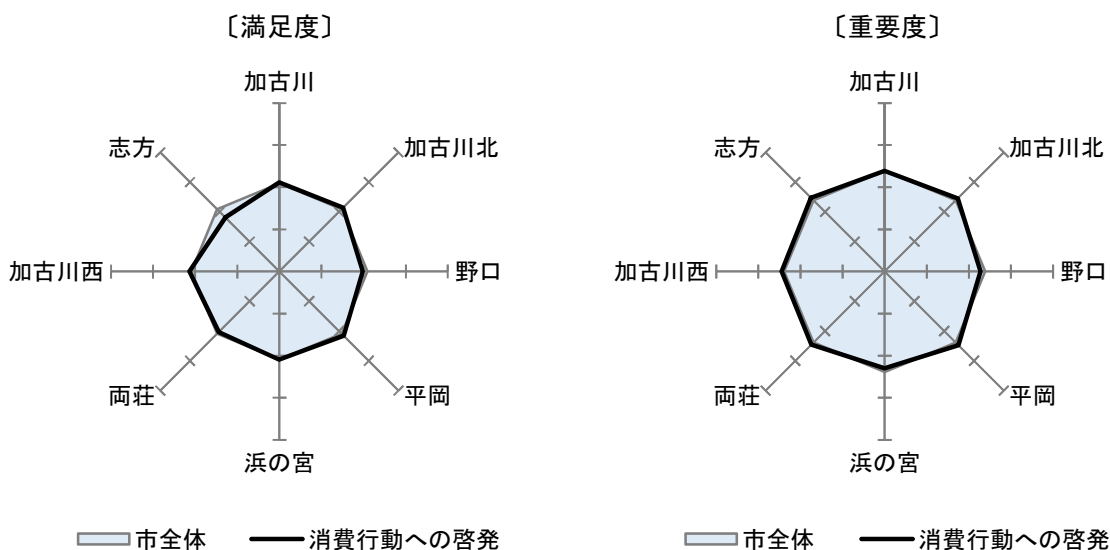 〔満足度〕
加古川
加古川北
野口
平岡
浜の宮
両荘
加古川西
志方
市全体
消費行動への啓発
〔重要度〕
加古川
加古川北
野口
平岡
浜の宮
両荘
加古川西
志方
市全体
消費行動への啓発